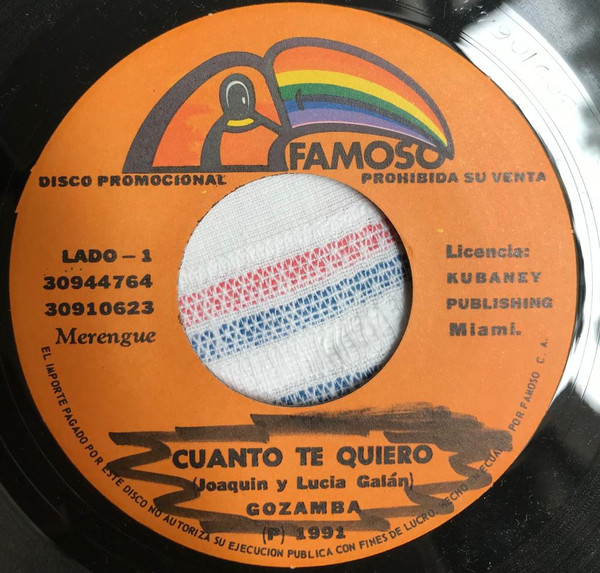 FAMOSO
DISCO PROMOCIONAL
PROHIBIDA SU VENTA
LADO - 1
30944764
30910623
Merengue
Licencia:
KUBANEY
PUBLISHING
Miami.
CUANTO TE QUIERO
(Joaquin y Lucia Galán)
GOZAMBA
(P) 1991
EL IMPORTE PAGADO POR ESTE DISCO NO AUTORIZA SU EJECUCION PUBLICA CON FINES DE LUCRO. HECHO POR FAMOSO C. A.